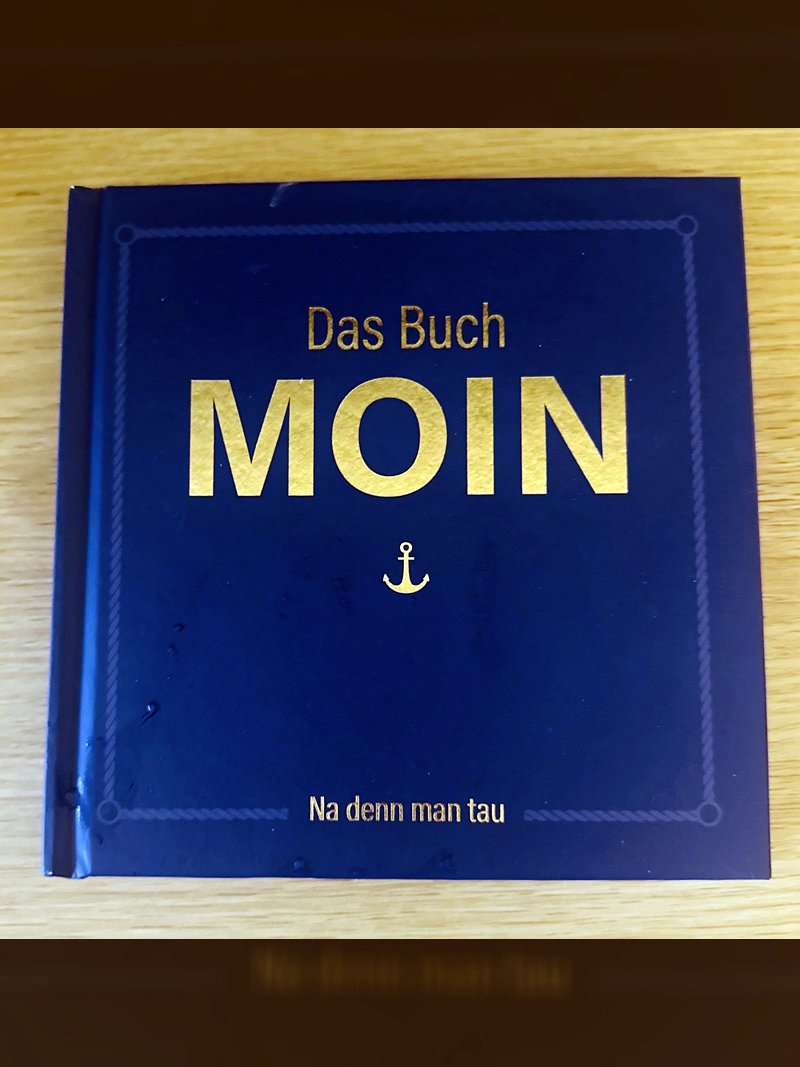 Das Buch
MOIN
Na denn man tau